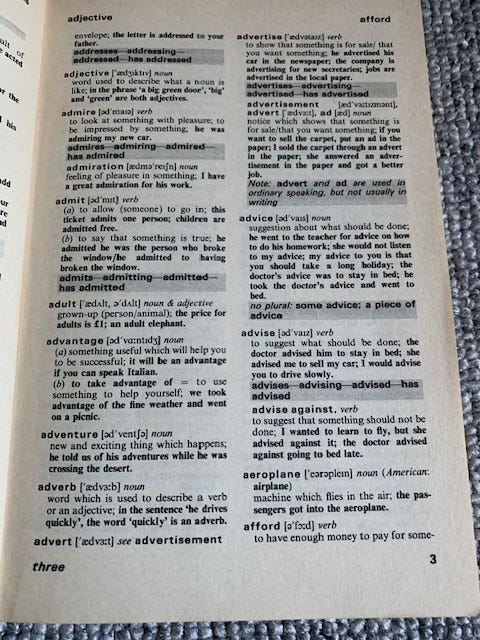 adjective
afford
envelope; the letter is addressed to your
father.
addresses—addressing—
addressed—has addressed
adjective ['ædʒıktıv] noun
word used to describe what a noun is
like; in the phrase 'a big green door', 'big'
and 'green' are both adjectives.
admire [əd'maıə] verb
to look at something with pleasure; to
be impressed by something; he was
admiring my new car.
admires—admiring—admired—
has admired
admiration [ædmə'reıʃn] noun
feeling of pleasure in something; I have
a great admiration for his work.
admit [əd'mıt] verb
(a) to allow (someone) to go in; this
ticket admits one person; children are
admitted free.
(b) to say that something is true; he
admitted he was the person who broke
the window/he admitted to having
broken the window.
admits—admitting—admitted—
has admitted
adult ['ædʌlt, ə'dʌlt] noun & adjective
grown-up (person/animal); the price for
adults is £1; an adult elephant.
advantage [əd'vɑ:ntıdʒ] noun
(a) something useful which will help you
to be successful; it will be an advantage
if you can speak Italian.
(b) to take advantage of = to use
something to help yourself; we took
advantage of the fine weather and went
on a picnic.
adventure [əd'ventʃə] noun
new and exciting thing which happens;
he told us of his adventures while he was
crossing the desert.
adverb ['ædvɜ:b] noun
word which is used to describe a verb
or an adjective; in the sentence 'he drives
quickly', the word 'quickly' is an adverb.
advert ['ædvɜ:t] see advertisement
three
advertise ['ædvətaız] verb
to show that something is for sale/ that
you want something; he advertised his
car in the newspaper; the company is
advertising for new secretaries; jobs are
advertised in the local paper.
advertises—advertising—
advertised—has advertised
advertisement [əd'vɜ:tızmənt],
advert ['ædvɜt], ad [æd] noun
notice which shows that something is
for sale/that you want something; if you
want to sell the carpet, put an ad in the
paper; I sold the carpet through an advert
in the paper; she answered an adver-
tisement in the paper and got a better
job.
Note: advert and ad are used in
ordinary speaking, but not usually in
writing
advice [əd'vaıs] noun
suggestion about what should be done;
he went to the teacher for advice on how
to do his homework; she would not listen
to my advice; my advice to you is that
you should take a long holiday; the
doctor's advice was to stay in bed; he
took the doctor's advice and went to
bed.
no plural: some advice; a piece of
advice
advise [əd'vaız] verb
to suggest what should be done; the
doctor advised him to stay in bed; she
advised me to sell my car; I would advise
you to drive slowly.
advises—advising—advised—has
advised
advise against, verb
to suggest that something should not be
done; I wanted to learn to fly, but she
advised against it; the doctor advised
against going to bed late.
aeroplane ['eərəpleın] noun (American:
airplane)
machine which flies in the air; the pas-
sengers got into the aeroplane.
afford [ə'fɔ:d] verb
to have enough money to pay for some-
3